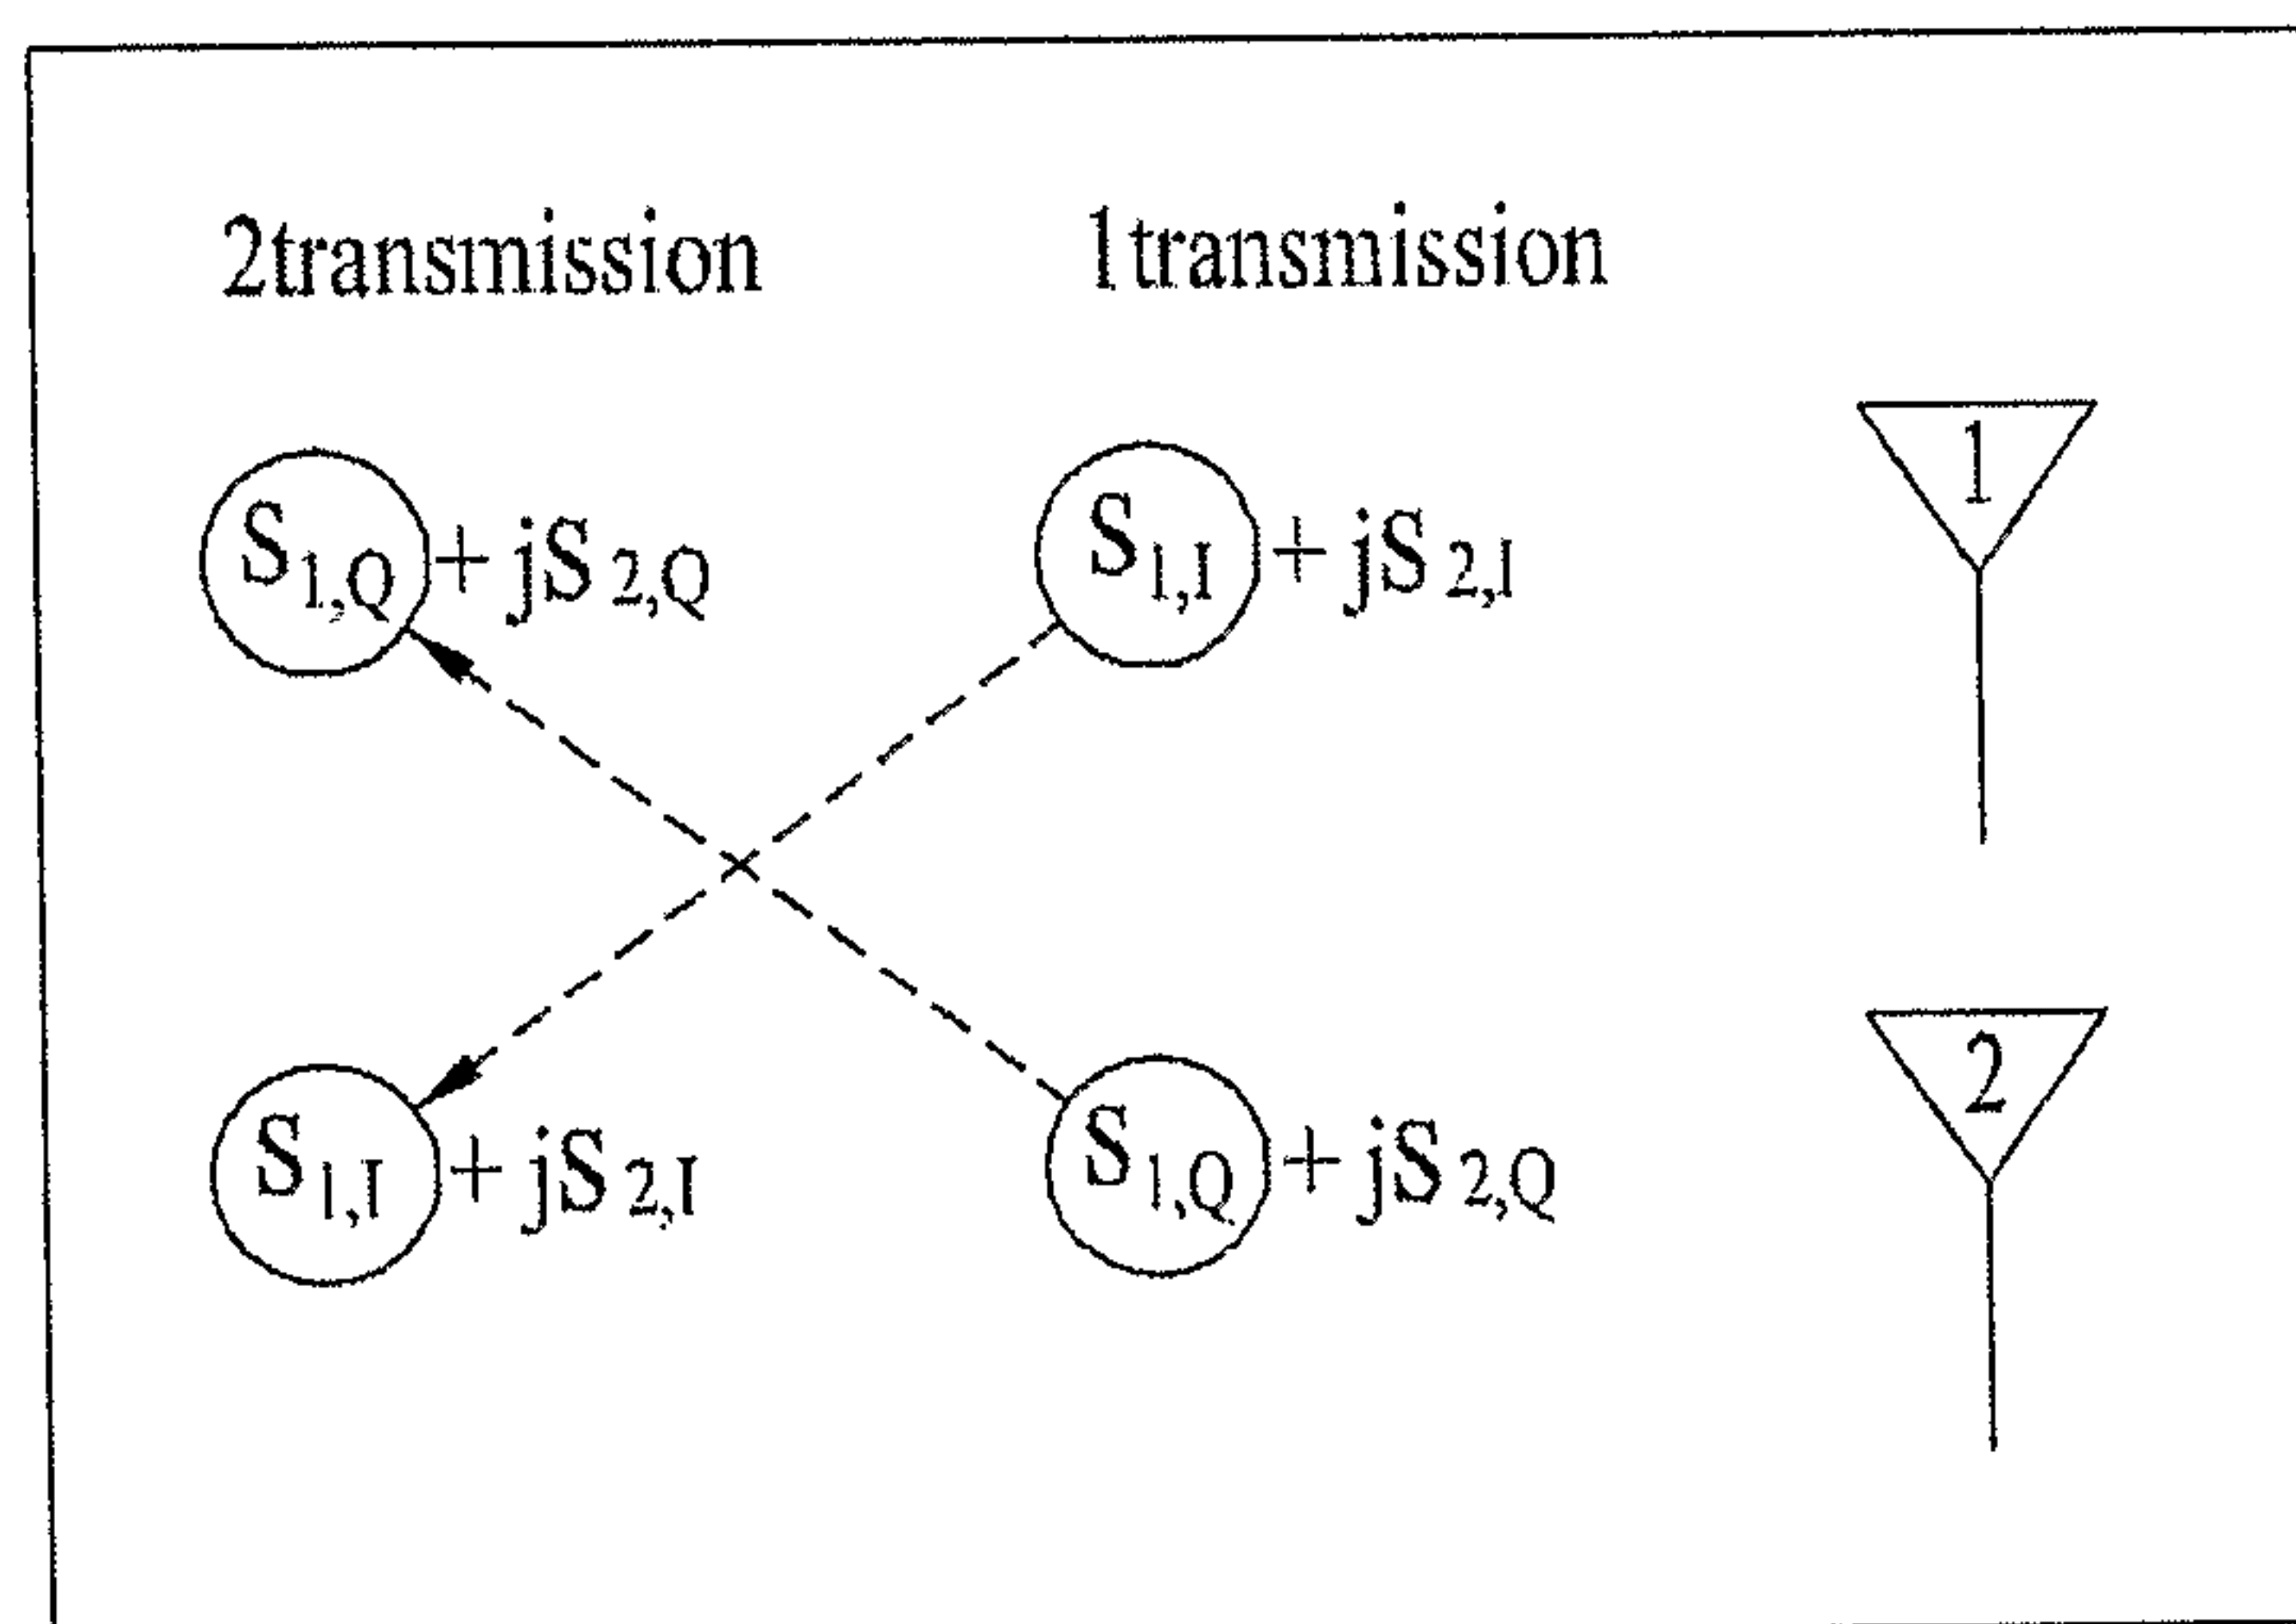 2transmission 1transmission
S1,Q + jS2,Q S1,I + jS2,I 1
S1,I + jS2,I S1,Q + jS2,Q 2